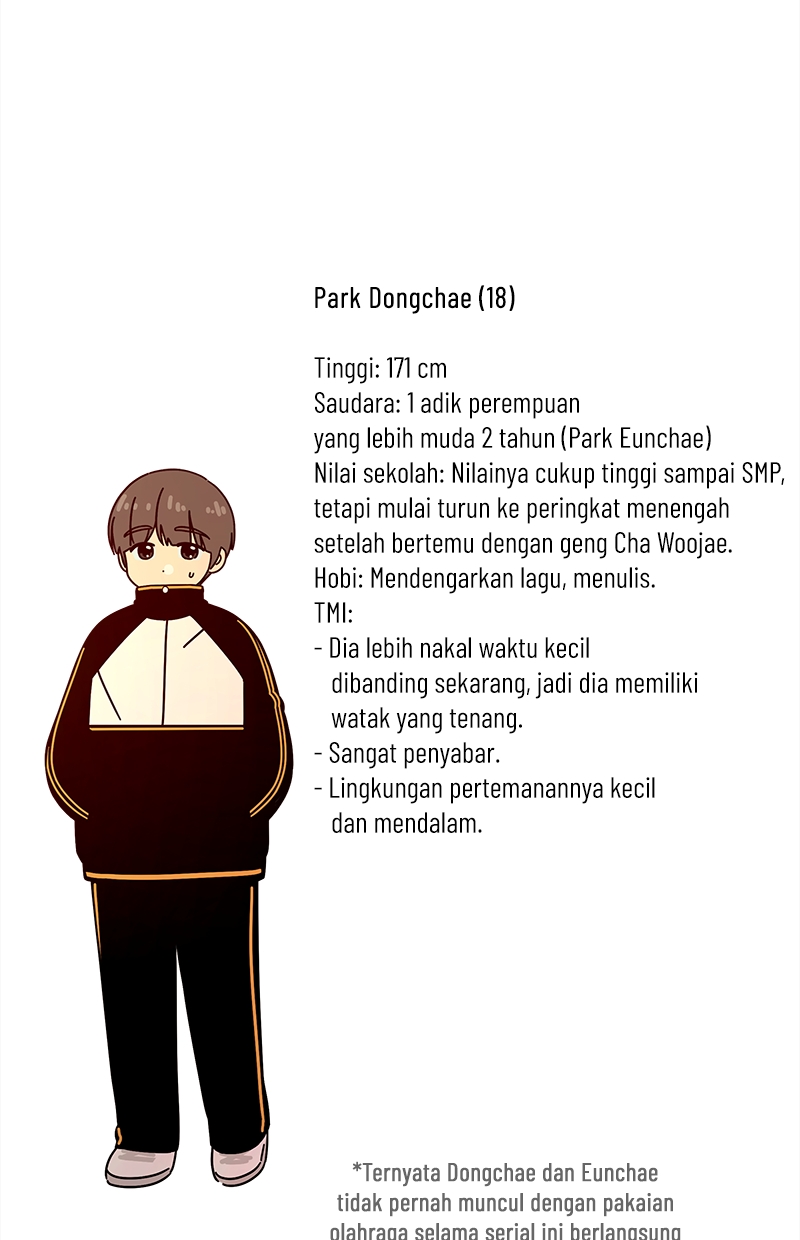 Park Dongchae (18)
Tinggi: 171 cm
Saudara: 1 adik perempuan
yang lebih muda 2 tahun (Park Eunchae)
Nilai sekolah: Nilainya cukup tinggi sampai SMP,
tetapi mulai turun ke peringkat menengah
setelah bertemu dengan geng Cha Woojae.
Hobi: Mendengarkan lagu, menulis.
TMI:
- Dia lebih nakal waktu kecil
dibanding sekarang, jadi dia memiliki
watak yang tenang.
- Sangat penyabar.
- Lingkungan pertemanannya kecil
dan mendalam.
*Ternyata Dongchae dan Eunchae
tidak pernah muncul dengan pakaian
olahraga selama serial ini berlangsung